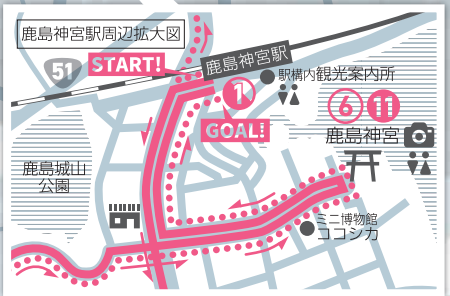 鹿島神宮駅周辺拡大図
51
START!
鹿島神宮駅
駅構内観光案内所
1
GOAL!
6 11
鹿島神宮
鹿島城山
公園
ミニ博物館
ココシカ